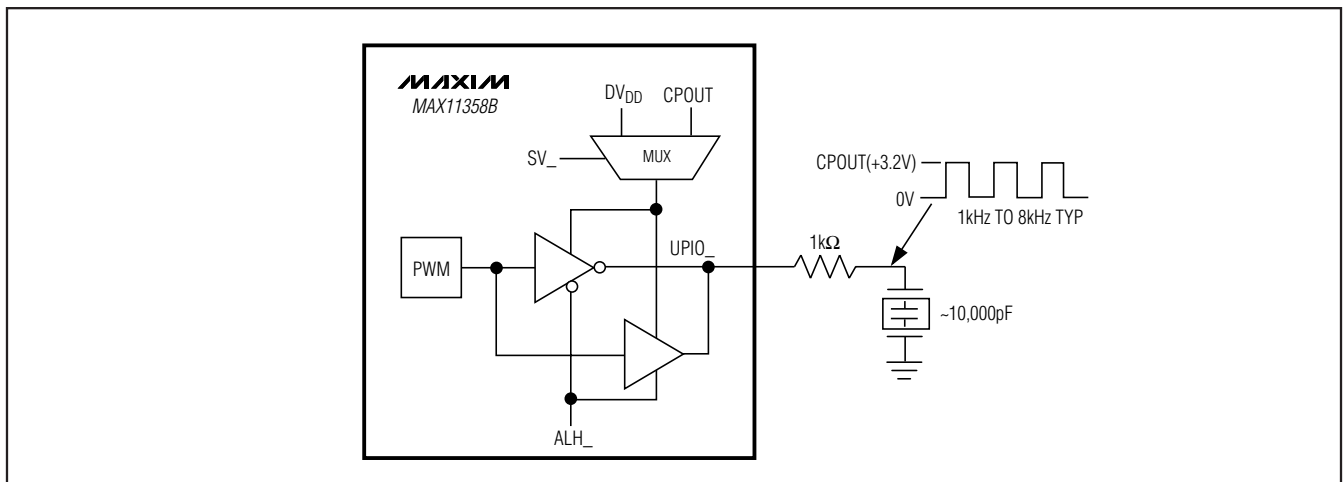 MAXIM
MAX11358B
DVDD CPOUT
SV_ MUX
CPOUT(+3.2V)
0V
1kHz TO 8kHz TYP
PWM
UPIO_
1kΩ
~10,000pF
ALH_